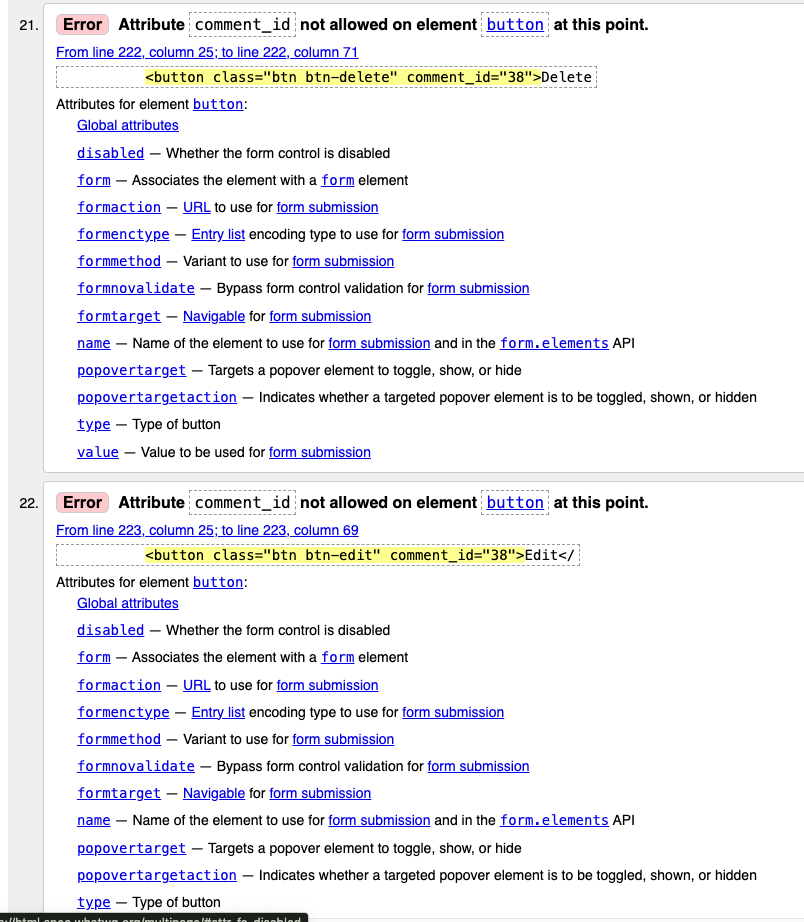 21. Error Attribute comment_id not allowed on element button at this point.
From line 222, column 25; to line 222, column 71
<button class="btn btn-delete" comment_id="38">Delete
Attributes for element button:
Global attributes
disabled — Whether the form control is disabled
form — Associates the element with a form element
formaction — URL to use for form submission
formenctype — Entry list encoding type to use for form submission
formmethod — Variant to use for form submission
formnovalidate — Bypass form control validation for form submission
formtarget — Navigable for form submission
name — Name of the element to use for form submission and in the form.elements API
popovertarget — Targets a popover element to toggle, show, or hide
popovertargetaction — Indicates whether a targeted popover element is to be toggled, shown, or hidden
type — Type of button
value — Value to be used for form submission
22. Error Attribute comment_id not allowed on element button at this point.
From line 223, column 25; to line 223, column 69
<button class="btn btn-edit" comment_id="38">Edit</
Attributes for element button:
Global attributes
disabled — Whether the form control is disabled
form — Associates the element with a form element
formaction — URL to use for form submission
formenctype — Entry list encoding type to use for form submission
formmethod — Variant to use for form submission
formnovalidate — Bypass form control validation for form submission
formtarget — Navigable for form submission
name — Name of the element to use for form submission and in the form.elements API
popovertarget — Targets a popover element to toggle, show, or hide
popovertargetaction — Indicates whether a targeted popover element is to be toggled, shown, or hidden
type — Type of button